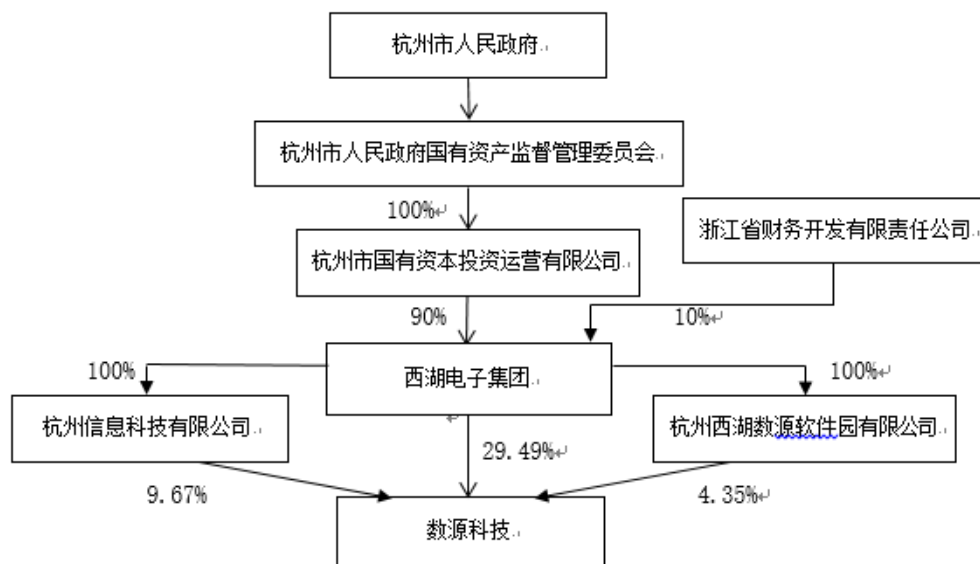 杭州市人民政府
杭州市人民政府国有资产监督管理委员会
100%
浙江省财务开发有限责任公司
杭州市国有资本投资运营有限公司
90%
10%
西湖电子集团
100%
100%
杭州信息科技有限公司
杭州西湖数源软件园有限公司
29.49%
9.67%
4.35%
数源科技